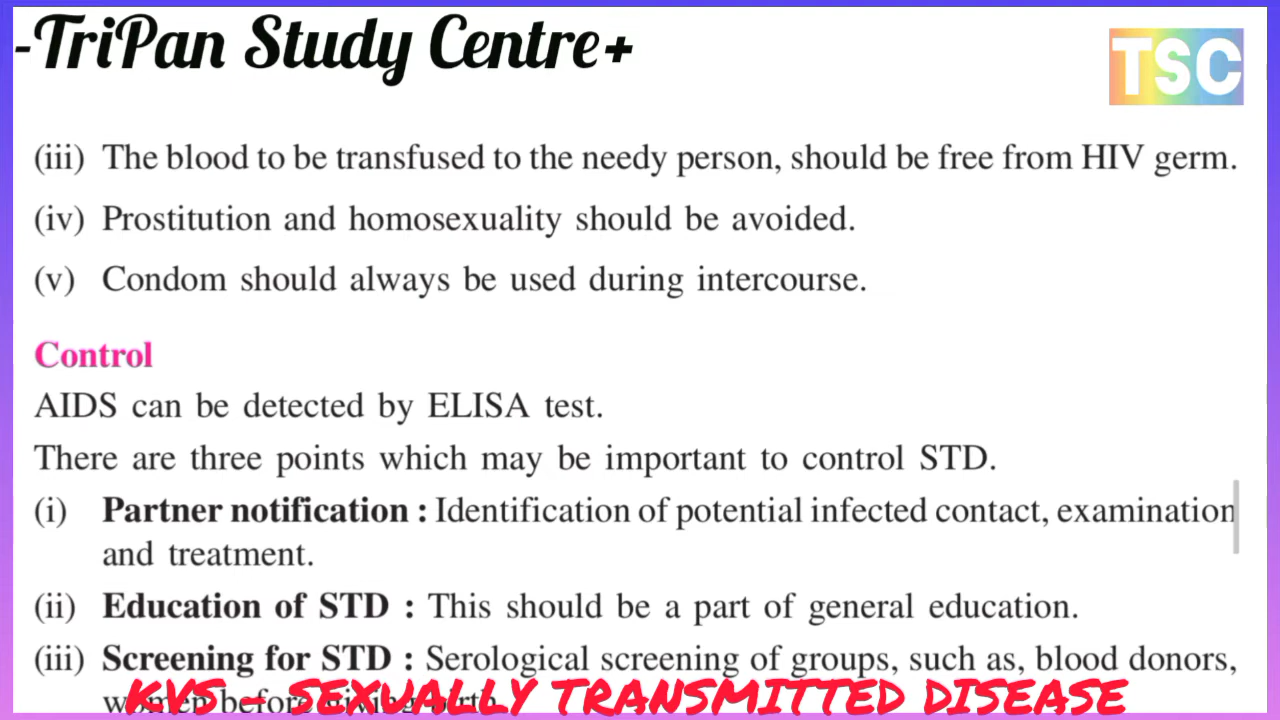 -TriPan Study Centre+
TSC
(iii) The blood to be transfused to the needy person, should be free from HIV germ.
(iv) Prostitution and homosexuality should be avoided.
(v) Condom should always be used during intercourse.
Control
AIDS can be detected by ELISA test.
There are three points which may be important to control STD.
(i) Partner notification : Identification of potential infected contact, examination
and treatment.
(ii) Education of STD : This should be a part of general education.
(iii) Screening for STD : Serological screening of groups, such as, blood donors,
women before giving birth.
KVS - SEXUALLY TRANSMITTED DISEASE